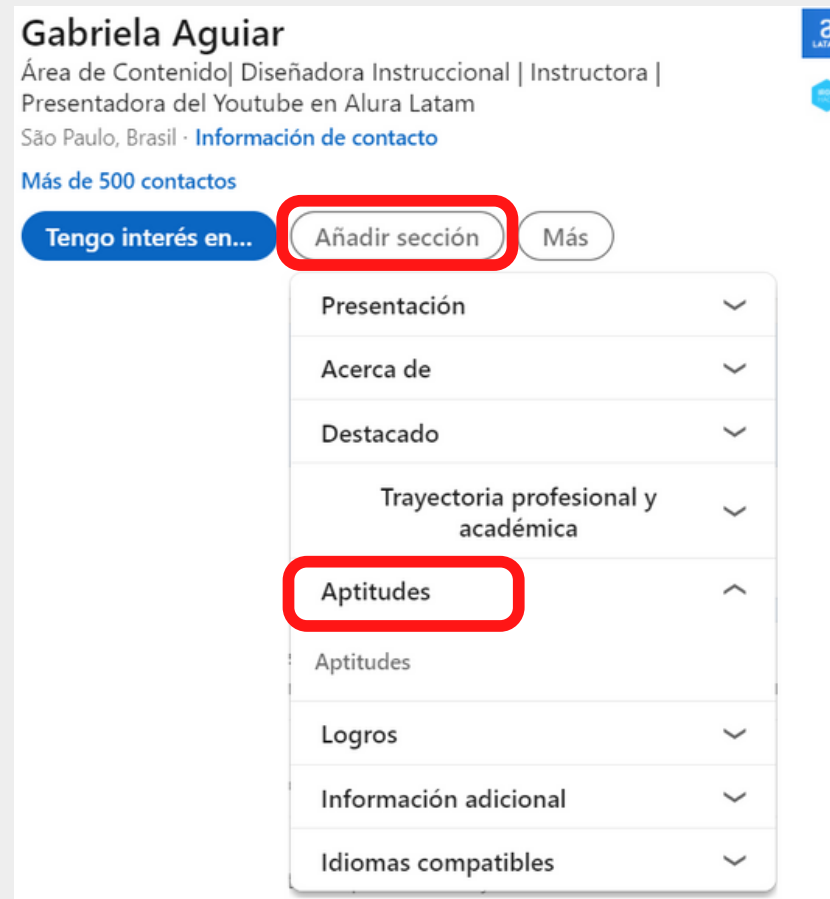 Gabriela Aguiar
Área de Contenido| Diseñadora Instruccional | Instructora |
Presentadora del Youtube en Alura Latam
São Paulo, Brasil · Información de contacto
Más de 500 contactos
Tengo interés en... Añadir sección Más
Presentación
Acerca de
Destacado
Trayectoria profesional y
académica
Aptitudes
Aptitudes
Logros
Información adicional
Idiomas compatibles